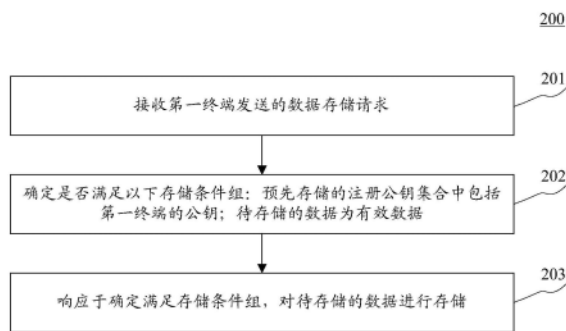 200
201
接收第一终端发送的数据存储请求
202
确定是否满足以下存储条件组：预先存储的注册公钥集合中包括
第一终端的公钥；待存储的数据为有效数据
203
响应于确定满足存储条件组，对待存储的数据进行存储